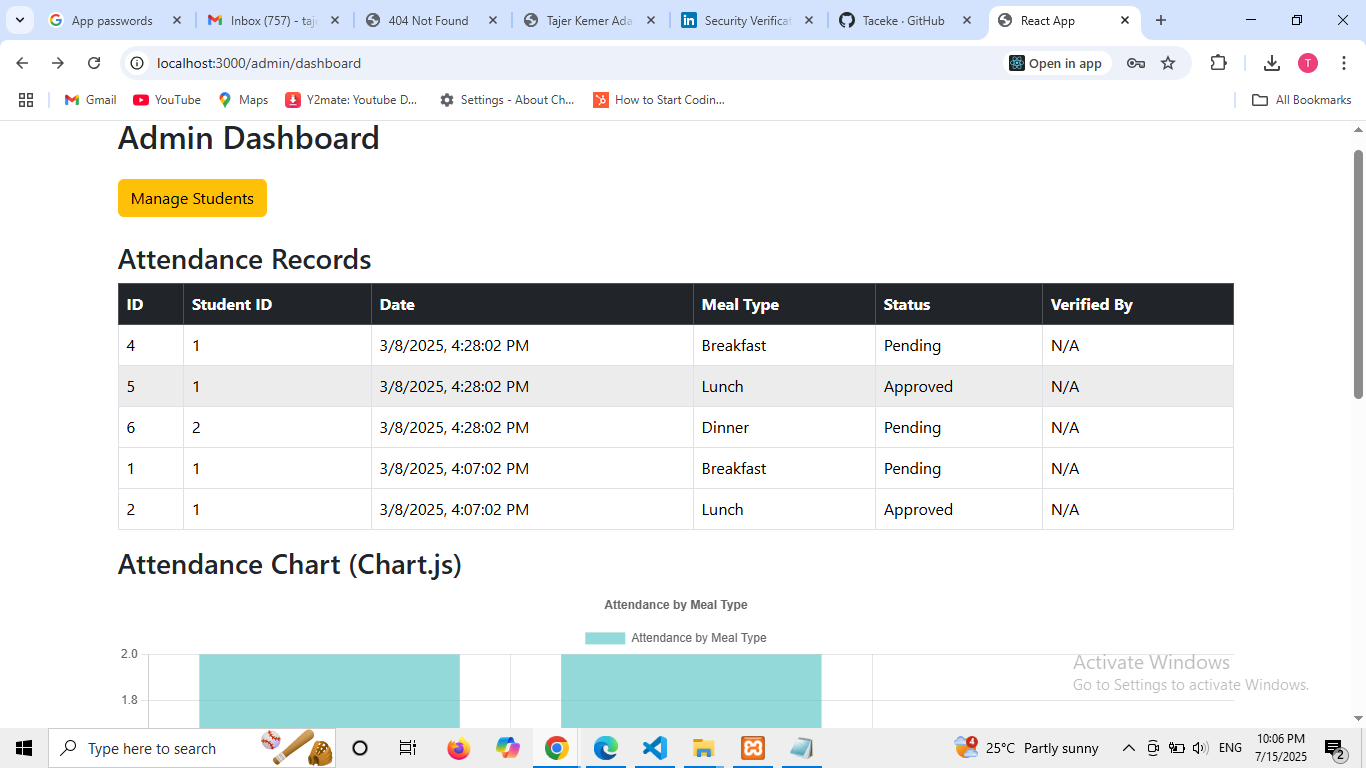 App passwords
Inbox (757) - taj
404 Not Found
Tajer Kemer Ada
Security Verificat
Taceke · GitHub
React App
localhost:3000/admin/dashboard
Open in app
T
Gmail
YouTube
Maps
Y2mate: Youtube D...
Settings - About Ch...
How to Start Codin...
All Bookmarks
Admin Dashboard
Manage Students
Attendance Records
ID Student ID Date Meal Type Status Verified By
4 1 3/8/2025, 4:28:02 PM Breakfast Pending N/A
5 1 3/8/2025, 4:28:02 PM Lunch Approved N/A
6 2 3/8/2025, 4:28:02 PM Dinner Pending N/A
1 1 3/8/2025, 4:07:02 PM Breakfast Pending N/A
2 1 3/8/2025, 4:07:02 PM Lunch Approved N/A
Attendance Chart (Chart.js)
Attendance by Meal Type
Attendance by Meal Type
2.0
1.8
Activate Windows
Go to Settings to activate Windows.
Type here to search
4
25°C Partly sunny
ENG
10:06 PM
7/15/2025
2